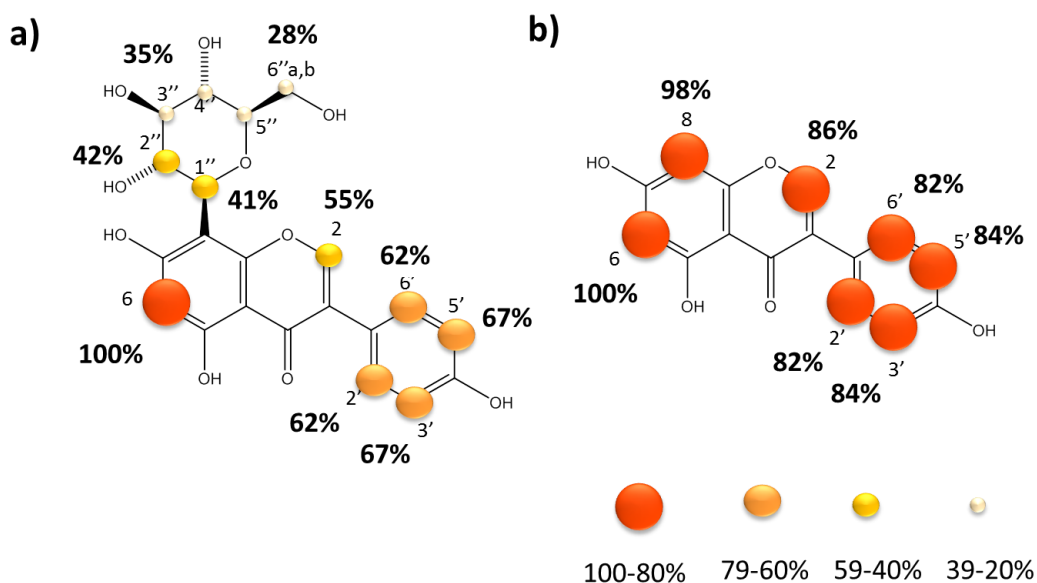 a)
OH
35%
28%
6’’a,b
HO
3’’
4’’
OH
5’’
2’’
42%
HO
1’’
O
41%
55%
2
HO
O
62%
6’
5’
67%
6
100%
OH
O
2’
62%
3’
OH
67%
b)
98%
8
86%
HO
O
2
82%
6’
5’
84%
6
100%
OH
O
2’
OH
82%
3’
84%
100-80%
79-60%
59-40%
39-20%